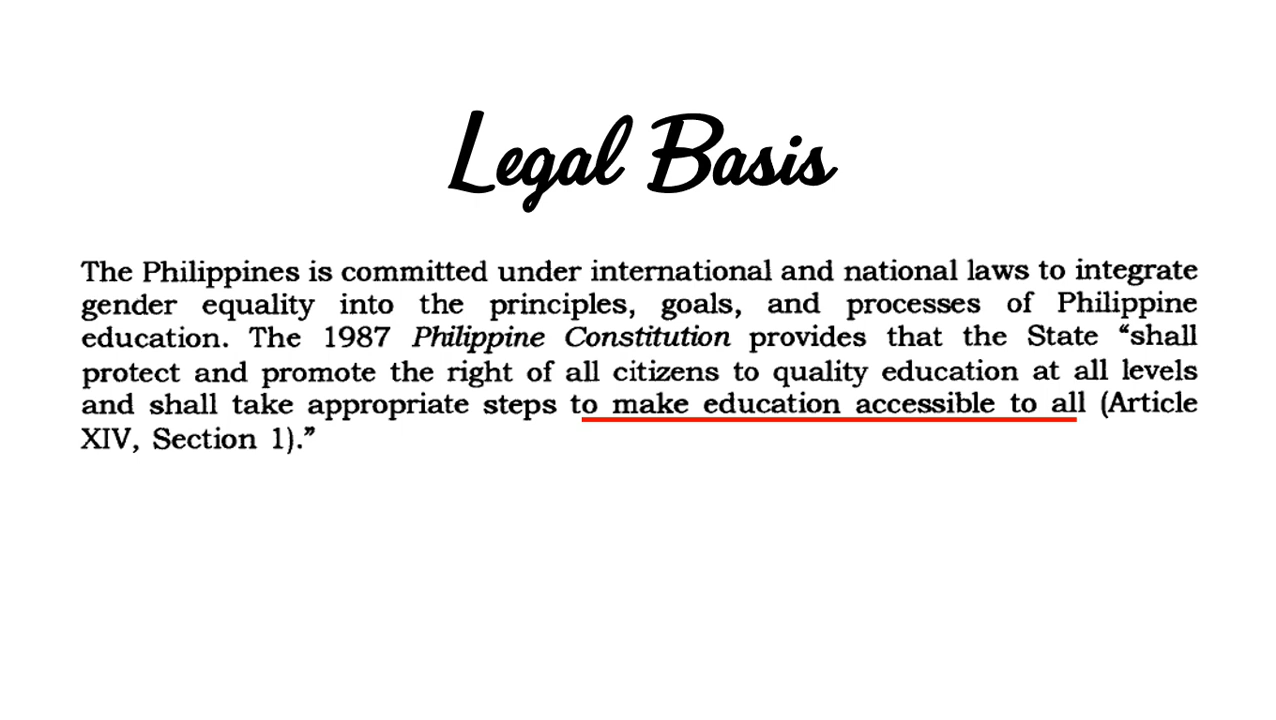 Legal Basis
The Philippines is committed under international and national laws to integrate
gender equality into the principles, goals, and processes of Philippine
education. The 1987 Philippine Constitution provides that the State “shall
protect and promote the right of all citizens to quality education at all levels
and shall take appropriate steps to make education accessible to all (Article
XIV, Section 1).”